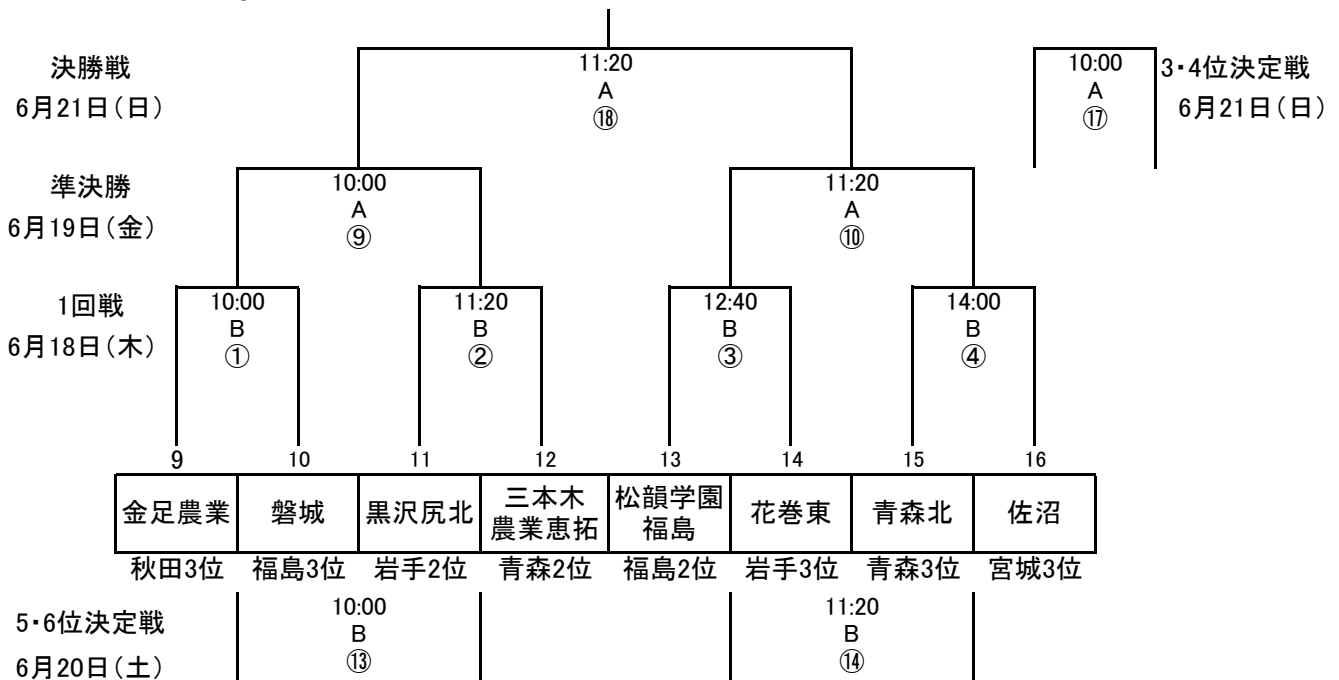 決勝戦
6月21日(日)
11:20
A
⑱
10:00
A
⑰
3・4位決定戦
6月21日(日)
準決勝
6月19日(金)
10:00
A
⑨
11:20
A
⑩
1回戦
6月18日(木)
10:00
B
①
11:20
B
②
12:40
B
③
14:00
B
④
9 10 11 12 13 14 15 16
金足農業
磐城
黒沢尻北
三本木
農業恵拓
松韻学園
福島
花巻東
青森北
佐沼
秋田3位 福島3位 岩手2位 青森2位 福島2位 岩手3位 青森3位 宮城3位
5・6位決定戦
6月20日(土)
10:00
B
⑬
11:20
B
⑭